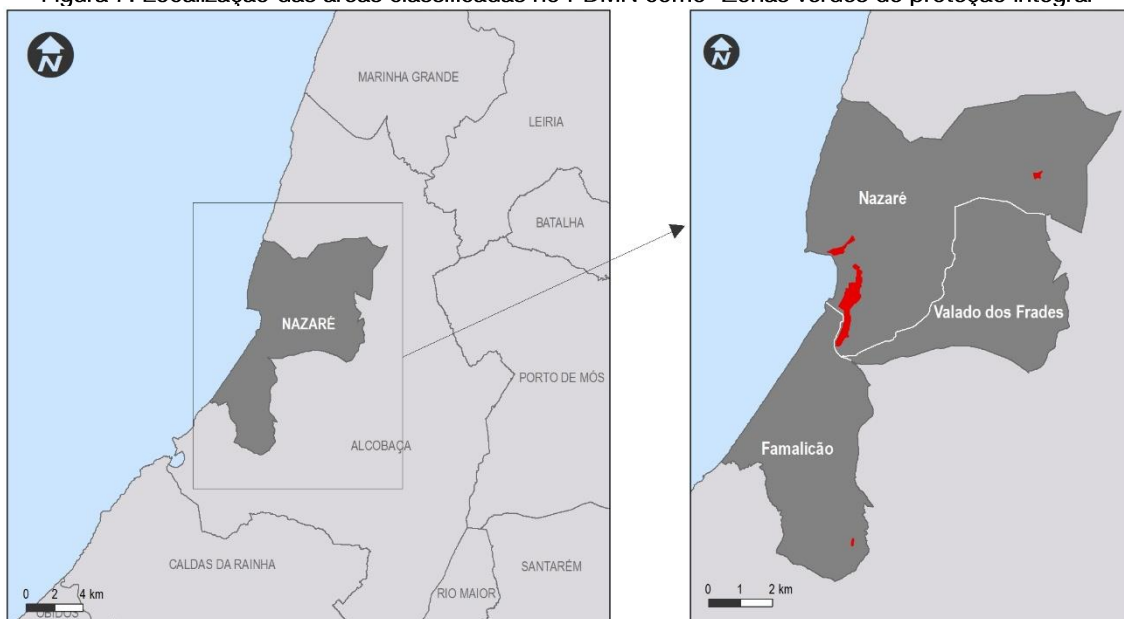 Figura 7. Localização das áreas classificadas no PDMN como "Zonas verdes de proteção integral"
N
MARINHA GRANDE
LEIRIA
BATALHA
NAZARÉ
PORTO DE MÓS
ALCOBAÇA
CALDAS DA RAINHA
SANTARÉM
RIO MAIOR
ÓBIDOS
0 2 4 km
N
Nazaré
Valado dos Frades
Famalicão
0 1 2 km